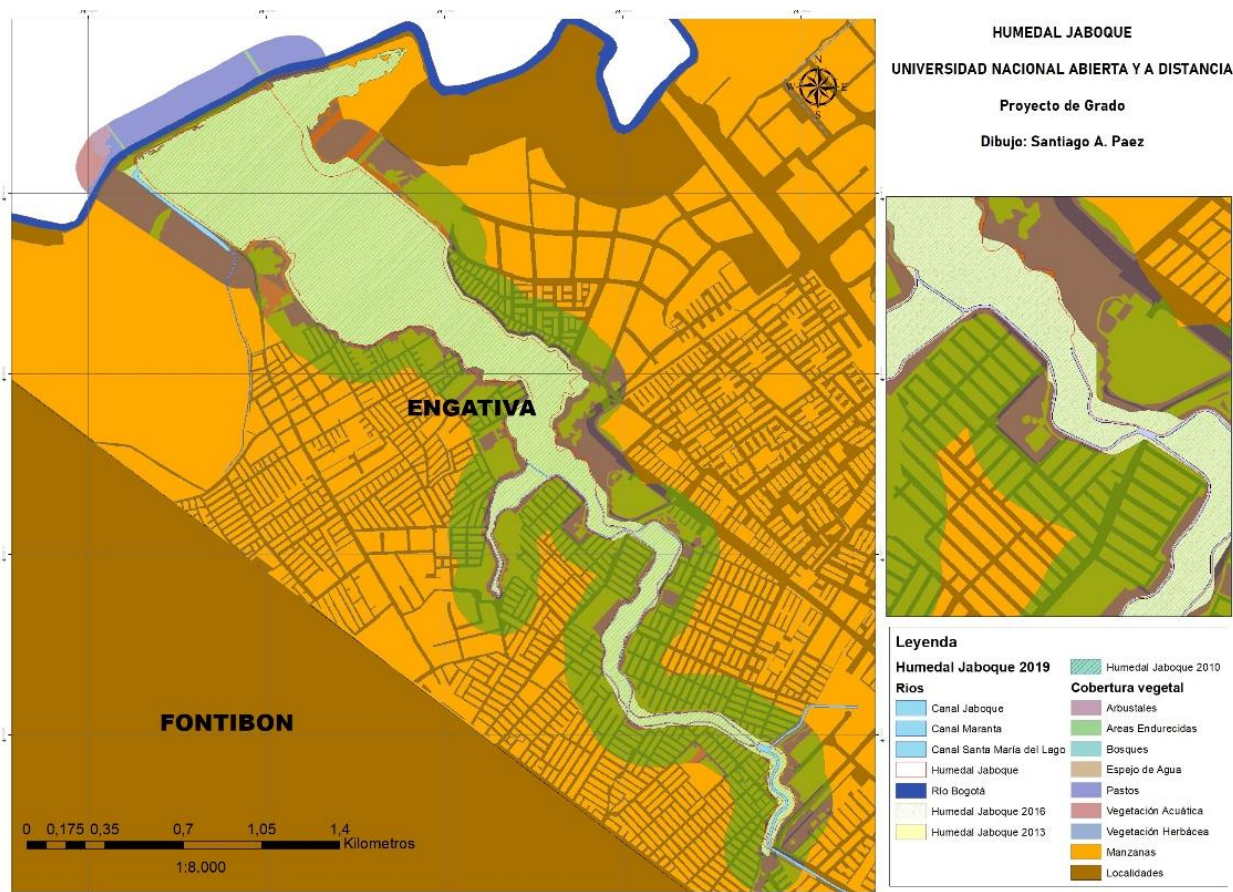 HUMEDAL JABOQUE
UNIVERSIDAD NACIONAL ABIERTA Y A DISTANCIA
Proyecto de Grado
Dibujo: Santiago A. Paez
N
W E
S
ENGATIVA
FONTIBON
0 0,175 0,35 0,7 1,05 1,4
Kilometros
1:8.000
Leyenda
Humedal Jaboque 2019
Rios
Canal Jaboque
Canal Maranta
Canal Santa María del Lago
Humedal Jaboque
Río Bogotá
Humedal Jaboque 2016
Humedal Jaboque 2013
Humedal Jaboque 2010
Cobertura vegetal
Arbustales
Areas Endurecidas
Bosques
Espejo de Agua
Pastos
Vegetación Acuática
Vegetación Herbácea
Manzanas
Localidades